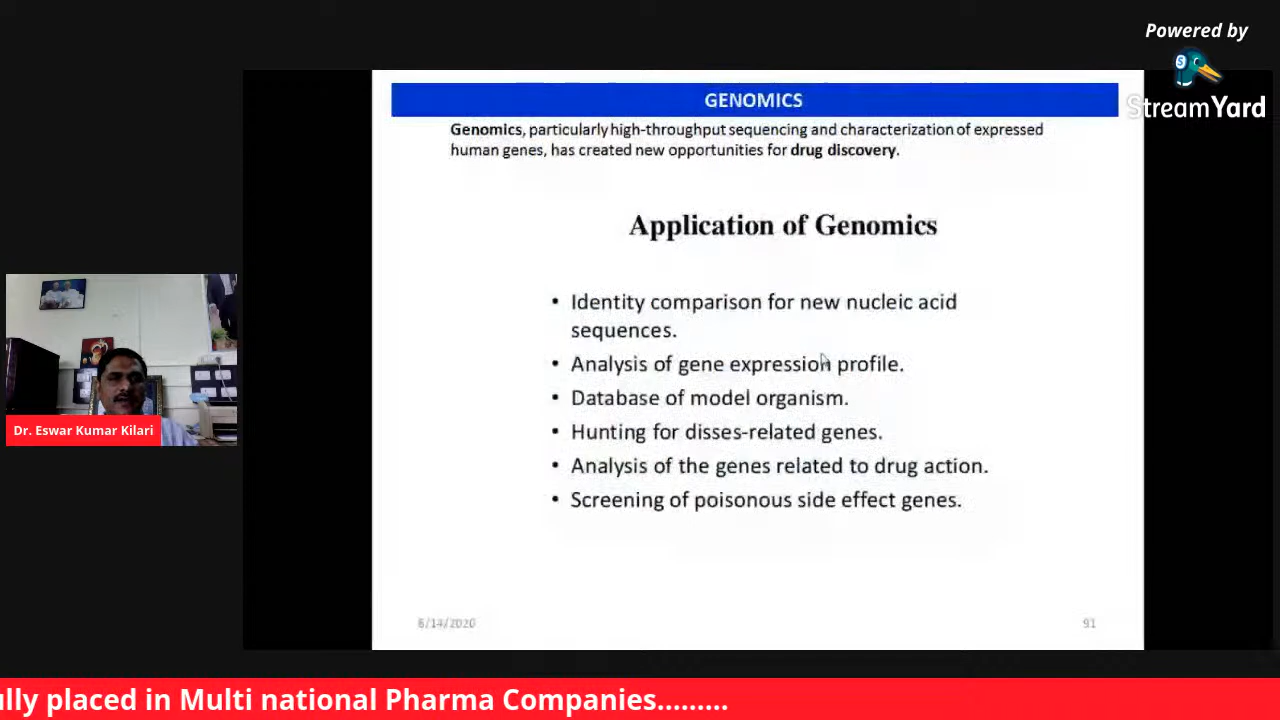 Powered by
StreamYard
GENOMICS
Genomics, particularly high-throughput sequencing and characterization of expressed
human genes, has created new opportunities for drug discovery.
Application of Genomics
• Identity comparison for new nucleic acid
sequences.
• Analysis of gene expression profile.
• Database of model organism.
• Hunting for disses-related genes.
• Analysis of the genes related to drug action.
• Screening of poisonous side effect genes.
Dr. Eswar Kumar Kilari
6/14/2020
91
ully placed in Multi national Pharma Companies.........